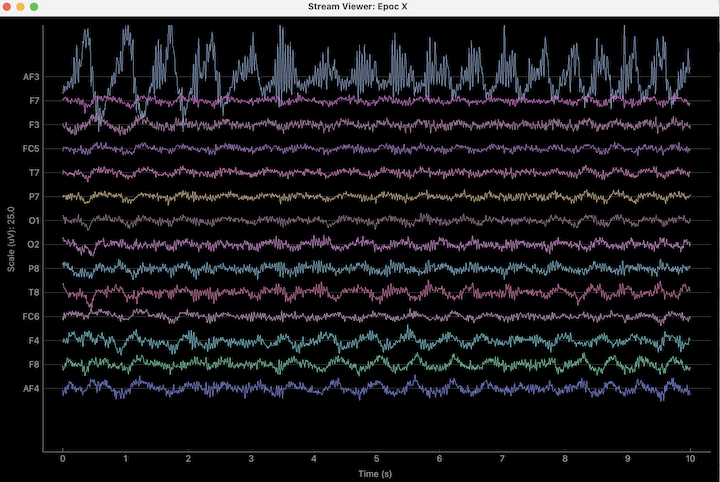 Stream Viewer: Epoc X
AF3
F7
F3
FC5
T7
P7
O1
O2
P8
T8
FC6
F4
F8
AF4
Scale (uV): 25.0
0 1 2 3 4 5 6 7 8 9 10
Time (s)